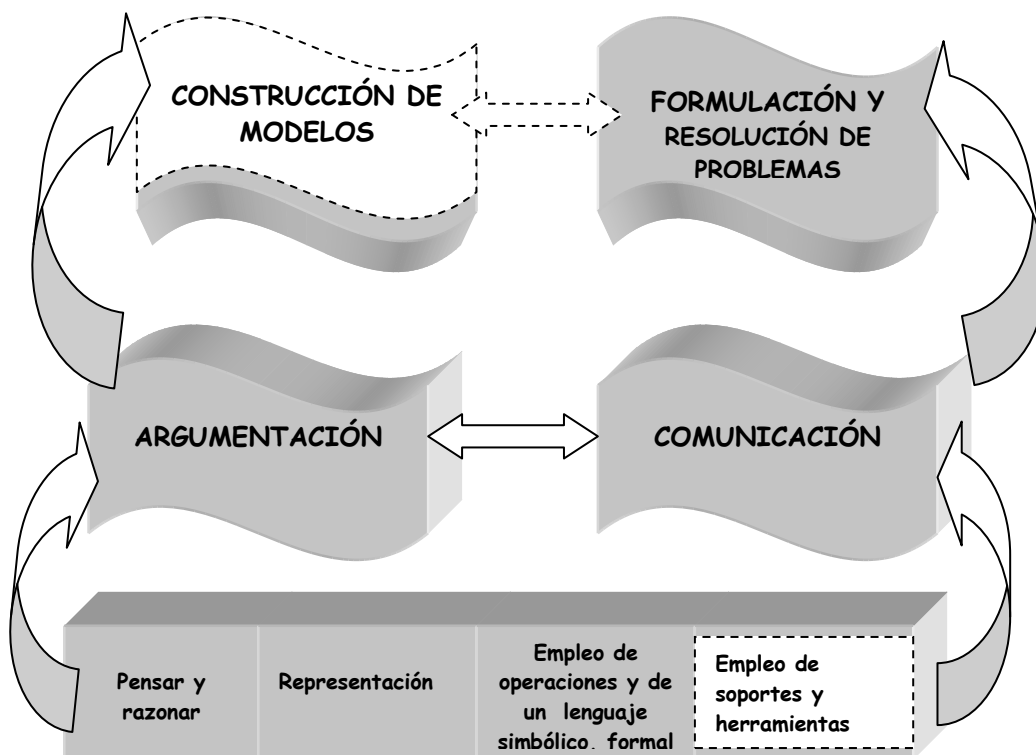 CONSTRUCCIÓN DE
MODELOS
FORMULACIÓN Y
RESOLUCIÓN DE
PROBLEMAS
ARGUMENTACIÓN
COMUNICACIÓN
Pensar y
razonar
Representación
Empleo de
operaciones y de
un lenguaje
simbólico, formal
Empleo de
soportes y
herramientas